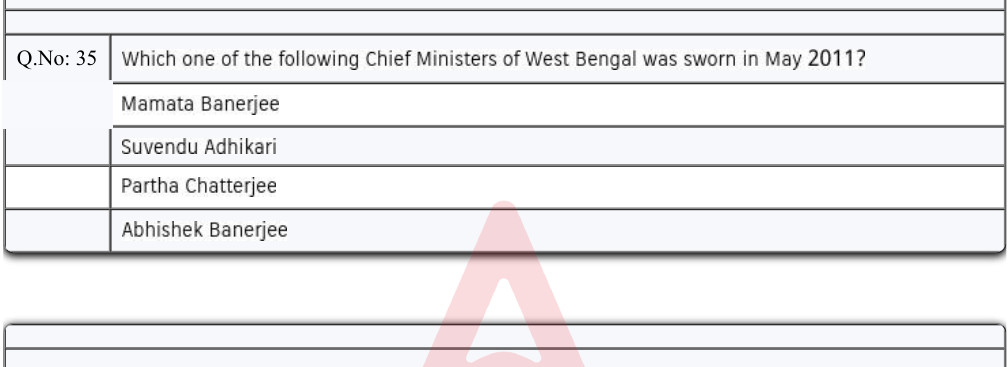 Q.No: 35 Which one of the following Chief Ministers of West Bengal was sworn in May 2011?
Mamata Banerjee
Suvendu Adhikari
Partha Chatterjee
Abhishek Banerjee